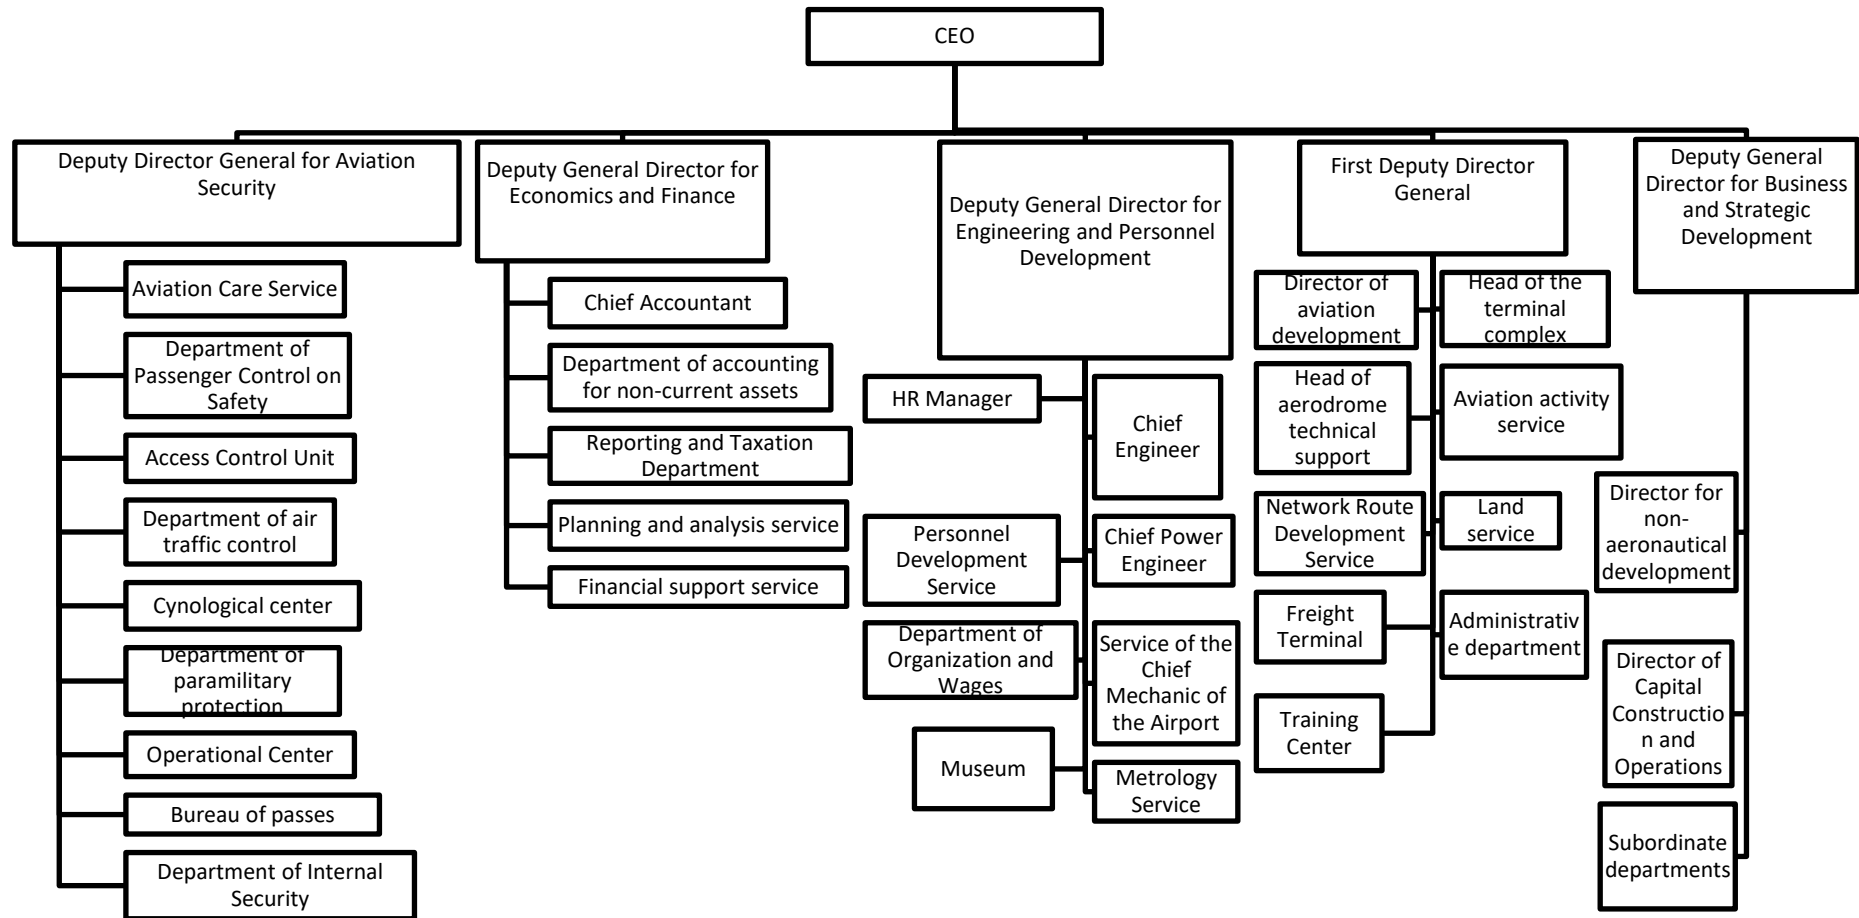 CEO
Deputy Director General for Aviation
Security
Aviation Care Service
Department of
Passenger Control on
Safety
Access Control Unit
Department of air
traffic control
Cynological center
Department of
paramilitary
protection
Operational Center
Bureau of passes
Department of Internal
Security
Deputy General Director for
Economics and Finance
Chief Accountant
Department of accounting
for non-current assets
Reporting and Taxation
Department
Planning and analysis service
Financial support service
Deputy General Director for
Engineering and Personnel
Development
HR Manager
Chief
Engineer
Personnel
Development
Service
Chief Power
Engineer
Department of
Organization and
Wages
Service of the
Chief
Mechanic of
the Airport
Museum
Metrology
Service
First Deputy Director
General
Director of
aviation
development
Head of the
terminal
complex
Head of
aerodrome
technical
support
Aviation activity
service
Network Route
Development
Service
Land
service
Freight
Terminal
Administrativ
e department
Training
Center
Deputy General
Director for Business
and Strategic
Development
Director for
non-
aeronautical
development
Director of
Capital
Constructio
n and
Operations
Subordinate
departments